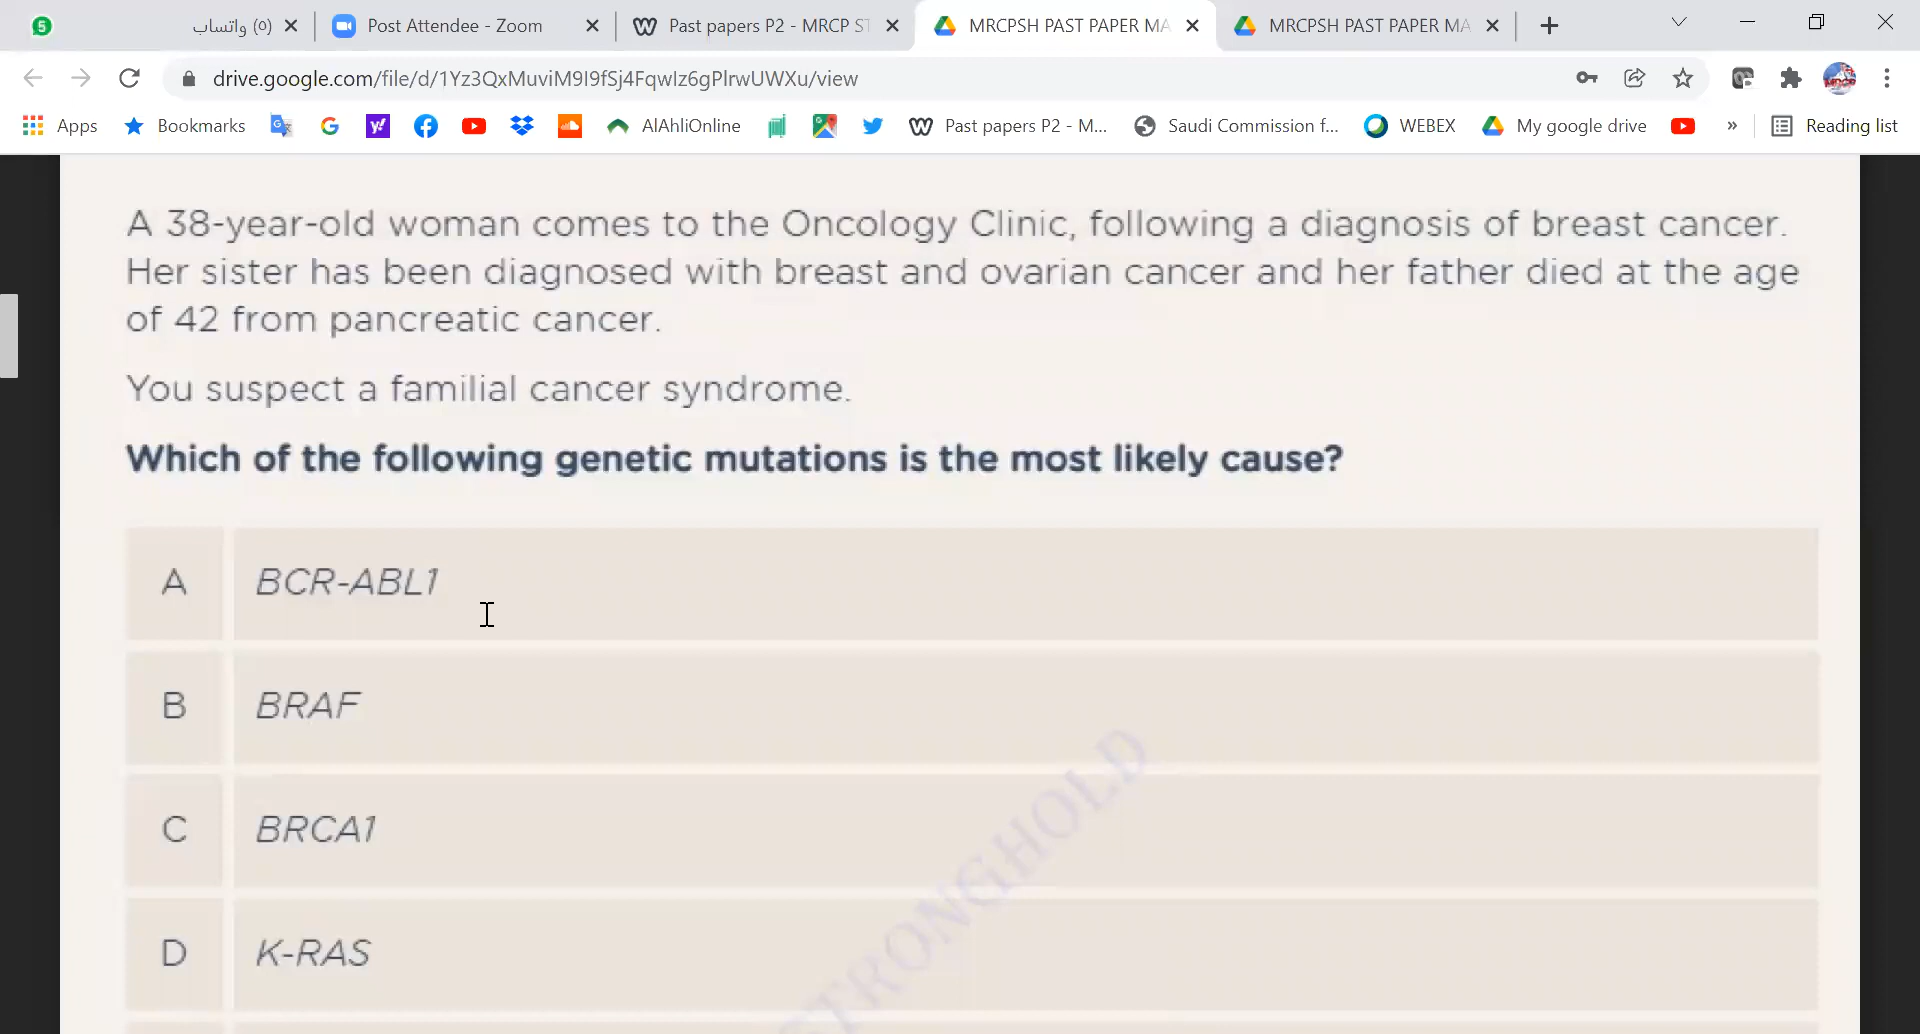 واتساب (٥)
Post Attendee - Zoom
Past papers P2 - MRCP ST
MRCPSH PAST PAPER MA
MRCPSH PAST PAPER MA
drive.google.com/file/d/1Yz3QxMuviM9I9fSj4FqwIz6gPlrwUWXu/view
Apps Bookmarks AlAhliOnline Past papers P2 - M... Saudi Commission f... WEBEX My google drive » Reading list
A 38-year-old woman comes to the Oncology Clinic, following a diagnosis of breast cancer.
Her sister has been diagnosed with breast and ovarian cancer and her father died at the age
of 42 from pancreatic cancer.
You suspect a familial cancer syndrome.
Which of the following genetic mutations is the most likely cause?
A BCR-ABL1
B BRAF
C BRCA1
D K-RAS
STRONGHOLD